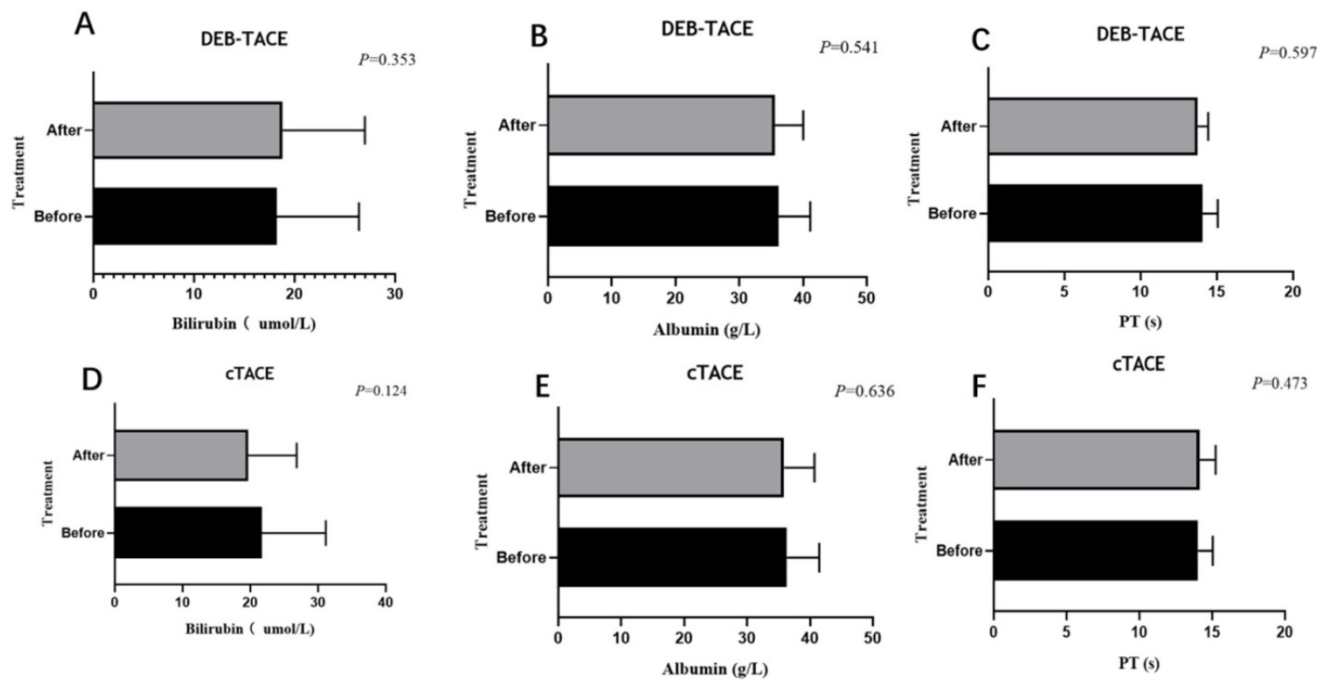 A
DEB-TACE
P=0.353
Treatment
After
Before
0 10 20 30
Bilirubin ( umol/L)
B
DEB-TACE
P=0.541
Treatment
After
Before
0 10 20 30 40 50
Albumin (g/L)
C
DEB-TACE
P=0.597
Treatment
After
Before
0 5 10 15 20
PT (s)
D
cTACE
P=0.124
Treatment
After
Before
0 10 20 30 40
Bilirubin ( umol/L)
E
cTACE
P=0.636
Treatment
After
Before
0 10 20 30 40 50
Albumin (g/L)
F
cTACE
P=0.473
Treatment
After
Before
0 5 10 15 20
PT (s)